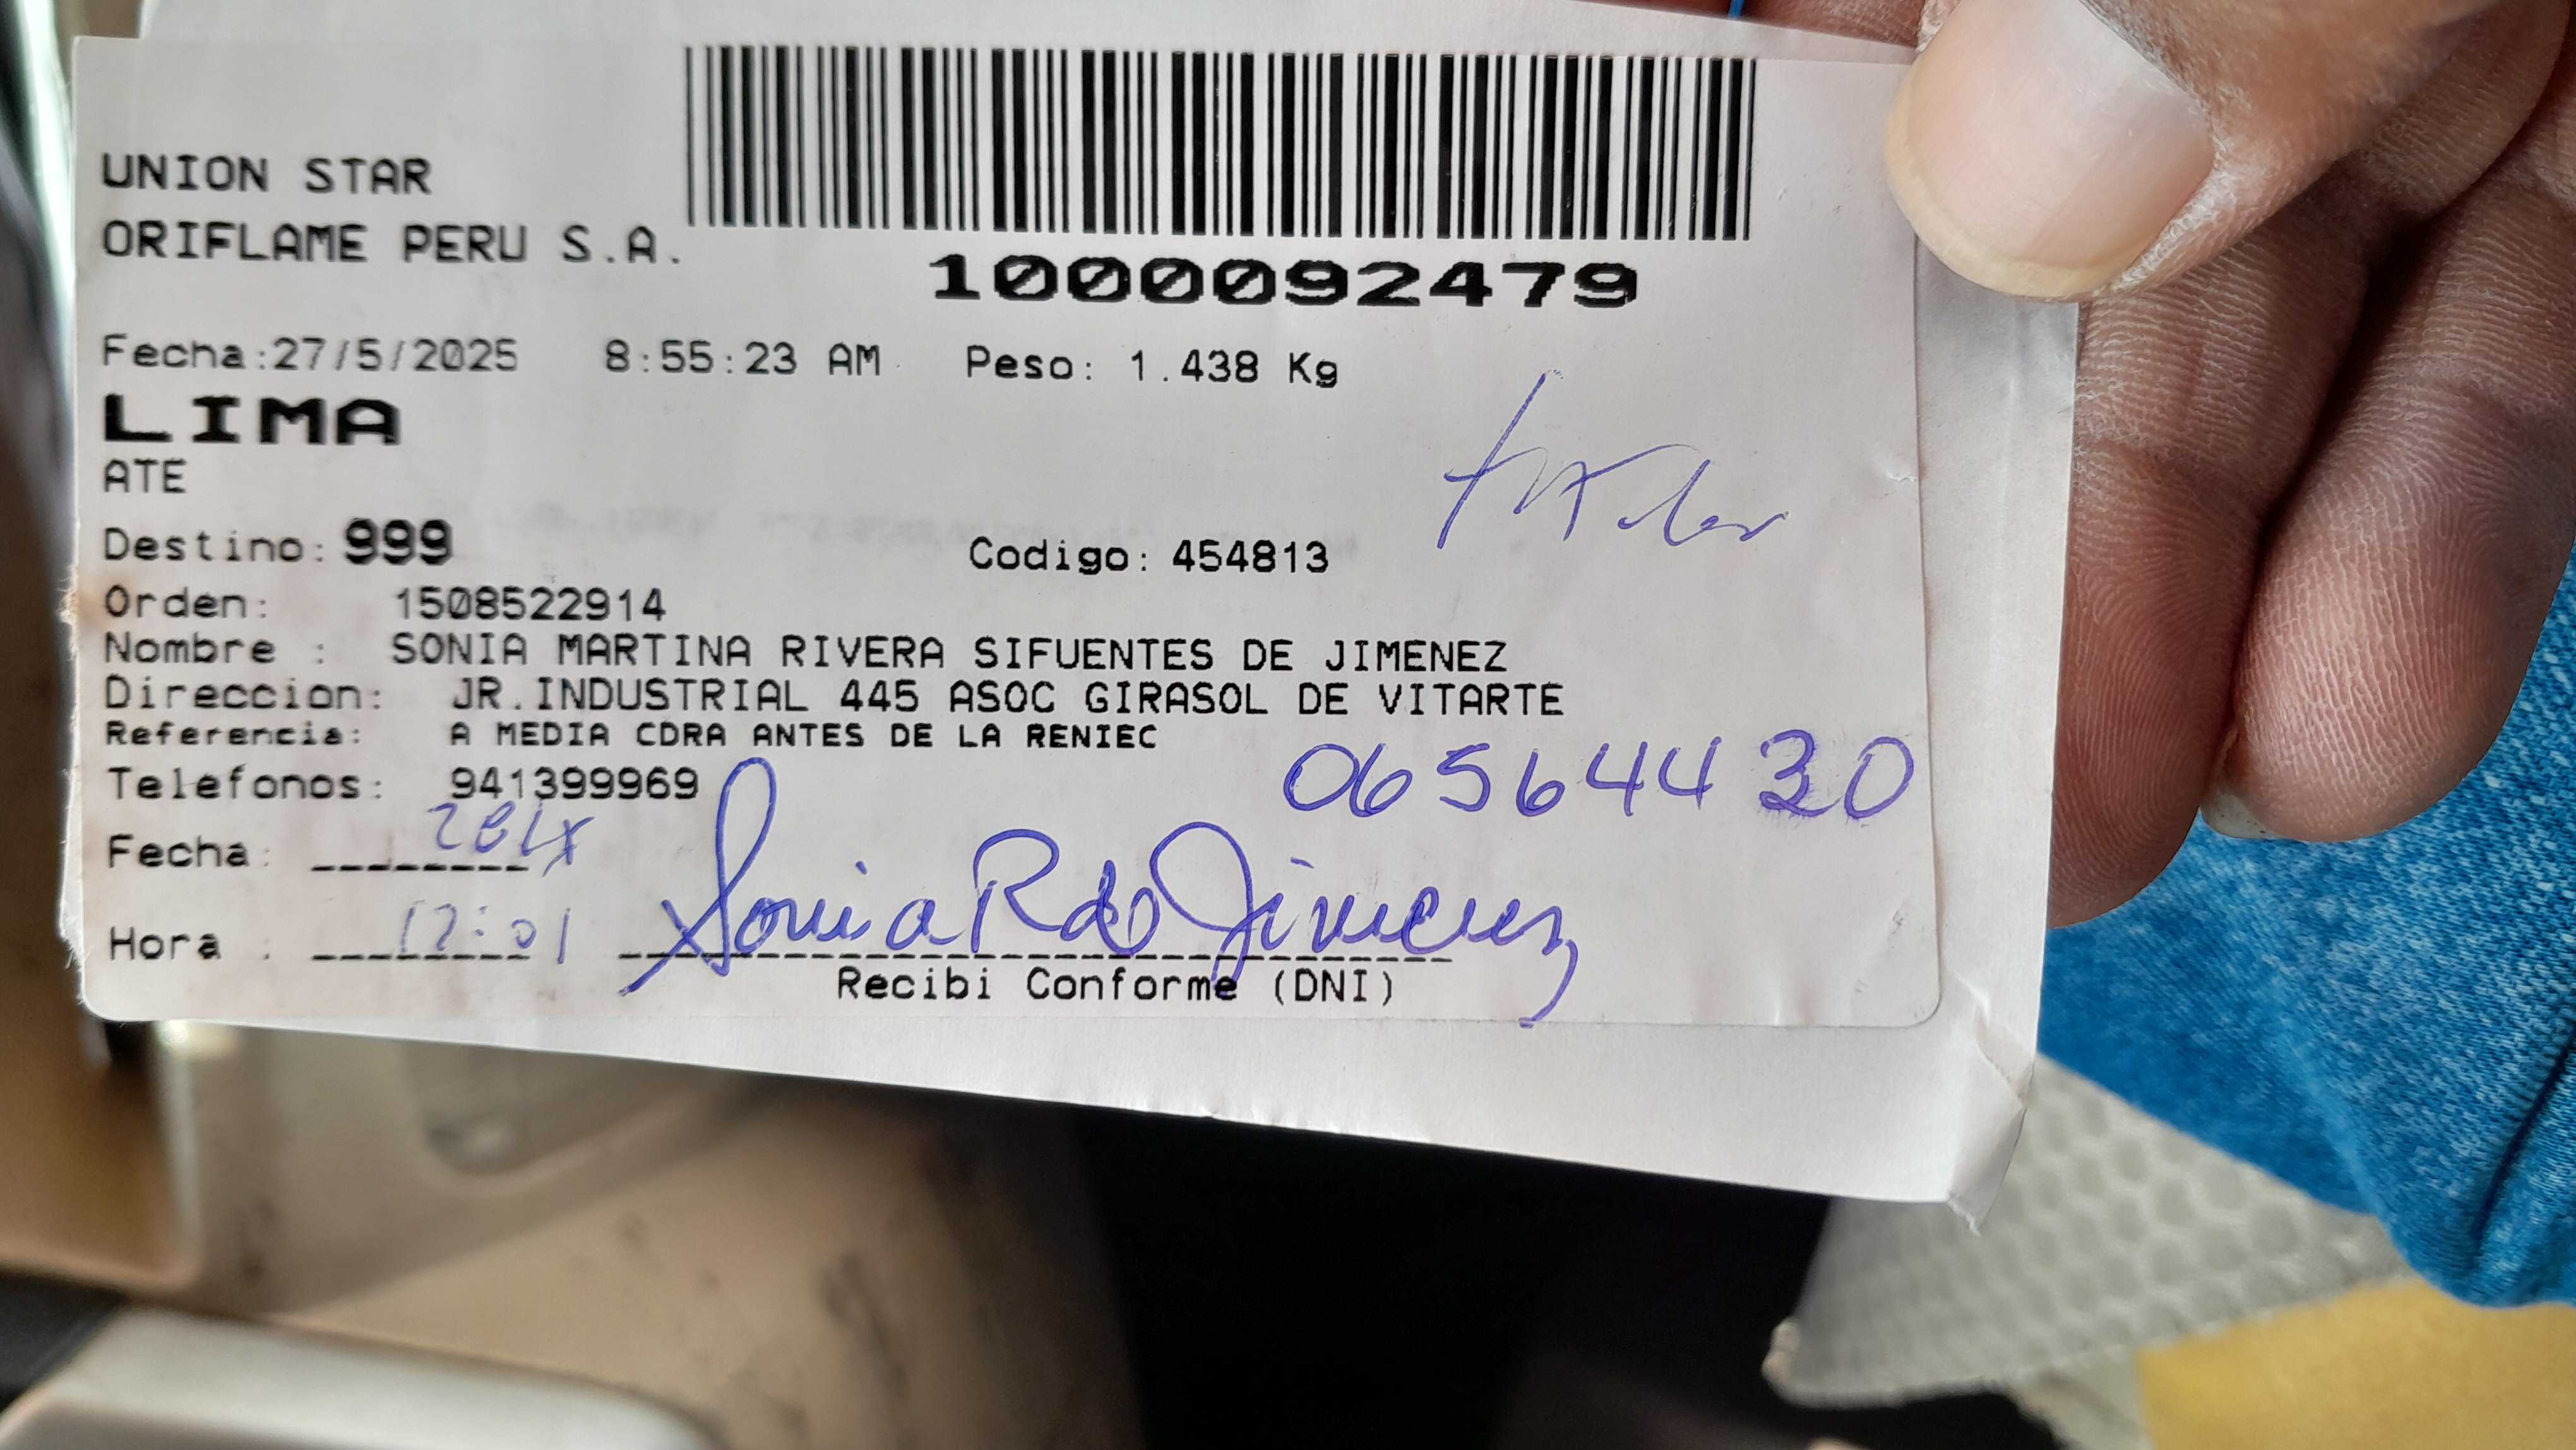 UNION STAR
ORIFLAME PERU S.A.
1000092479
Fecha:27/5/2025 8:55:23 AM Peso: 1.438 Kg
LIMA
ATE
Destino: 999 Codigo: 454813
Orden: 1508522914
Nombre : SONIA MARTINA RIVERA SIFUENTES DE JIMENEZ
Direccion: JR.INDUSTRIAL 445 ASOC GIRASOL DE VITARTE
Referencia: A MEDIA CDRA ANTES DE LA RENIEC
06564430
Telefonos: 941399969
Fecha:
Hora : 12:01 Sonia R de Jimenez
Recibi Conforme (DNI)